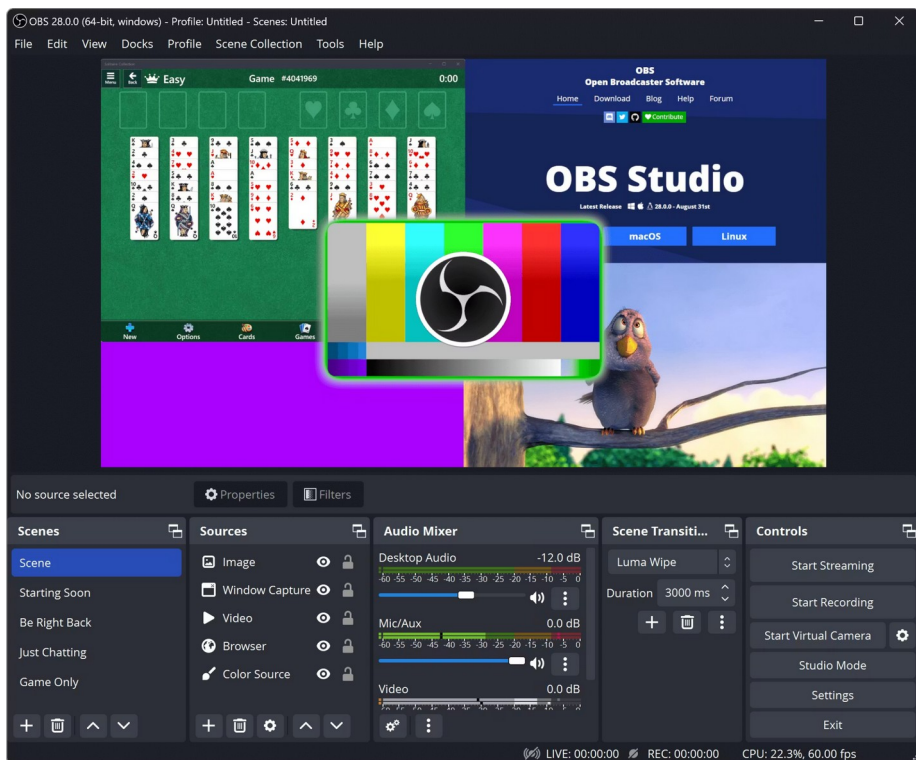 OBS 28.0.0 (64-bit, windows) - Profile: Untitled - Scenes: Untitled
File Edit View Docks Profile Scene Collection Tools Help
Menu Back Easy Game #4041969 0:00
New Options Cards Games
OBS
Open Broadcaster Software
Home Download Blog Help Forum
Contribute
OBS Studio
Latest Release 28.0.0 - August 31st
macOS Linux
No source selected Properties Filters
Scenes
Scene
Starting Soon
Be Right Back
Just Chatting
Game Only
Sources
Image
Window Capture
Video
Browser
Color Source
Audio Mixer
Desktop Audio -12.0 dB
-60 -55 -50 -45 -40 -35 -30 -25 -20 -15 -10 -5 0
Mic/Aux 0.0 dB
-60 -55 -50 -45 -40 -35 -30 -25 -20 -15 -10 -5 0
Video 0.0 dB
Scene Transiti...
Luma Wipe
Duration 3000 ms
Controls
Start Streaming
Start Recording
Start Virtual Camera
Studio Mode
Settings
Exit
LIVE: 00:00:00 REC: 00:00:00 CPU: 22.3%, 60.00 fps